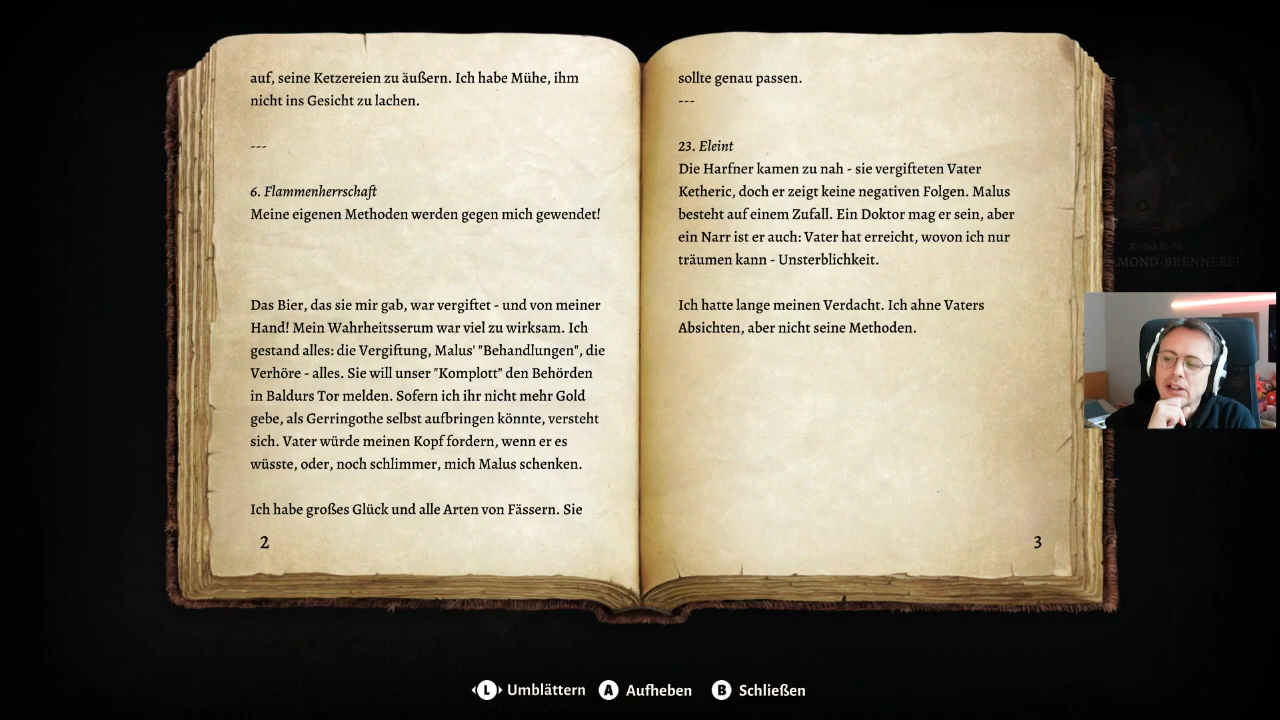 auf, seine Ketzereien zu äußern. Ich habe Mühe, ihm
nicht ins Gesicht zu lachen.
---
6. Flammenherrschaft
Meine eigenen Methoden werden gegen mich gewendet!
Das Bier, das sie mir gab, war vergiftet - und von meiner
Hand! Mein Wahrheitsserum war viel zu wirksam. Ich
gestand alles: die Vergiftung, Malus' "Behandlungen", die
Verhöre - alles. Sie will unser "Komplott" den Behörden
in Baldurs Tor melden. Sofern ich ihr nicht mehr Gold
gebe, als Gerringothe selbst aufbringen könnte, versteht
sich. Vater würde meinen Kopf fordern, wenn er es
wüsste, oder, noch schlimmer, mich Malus schenken.
Ich habe großes Glück und alle Arten von Fässern. Sie
2
sollte genau passen.
---
23. Eleint
Die Harfner kamen zu nah - sie vergifteten Vater
Ketheric, doch er zeigt keine negativen Folgen. Malus
besteht auf einem Zufall. Ein Doktor mag er sein, aber
ein Narr ist er auch: Vater hat erreicht, wovon ich nur
träumen kann - Unsterblichkeit.
Ich hatte lange meinen Verdacht. Ich ahne Vaters
Absichten, aber nicht seine Methoden.
3
MOND-BRENNEREI
L Umblättern A Aufheben B Schließen